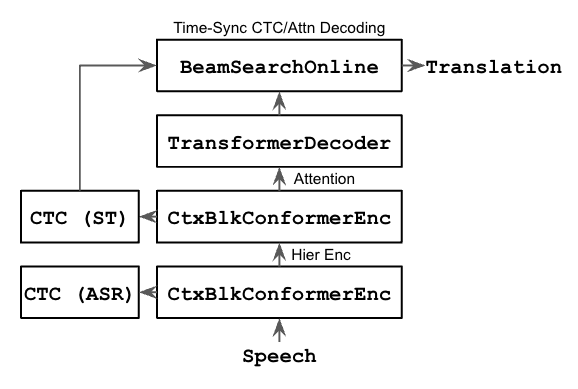 Time-Sync CTC/Attn Decoding
BeamSearchOnline
Translation
TransformerDecoder
Attention
CTC (ST)
CtxBlkConformerEnc
Hier Enc
CTC (ASR)
CtxBlkConformerEnc
Speech